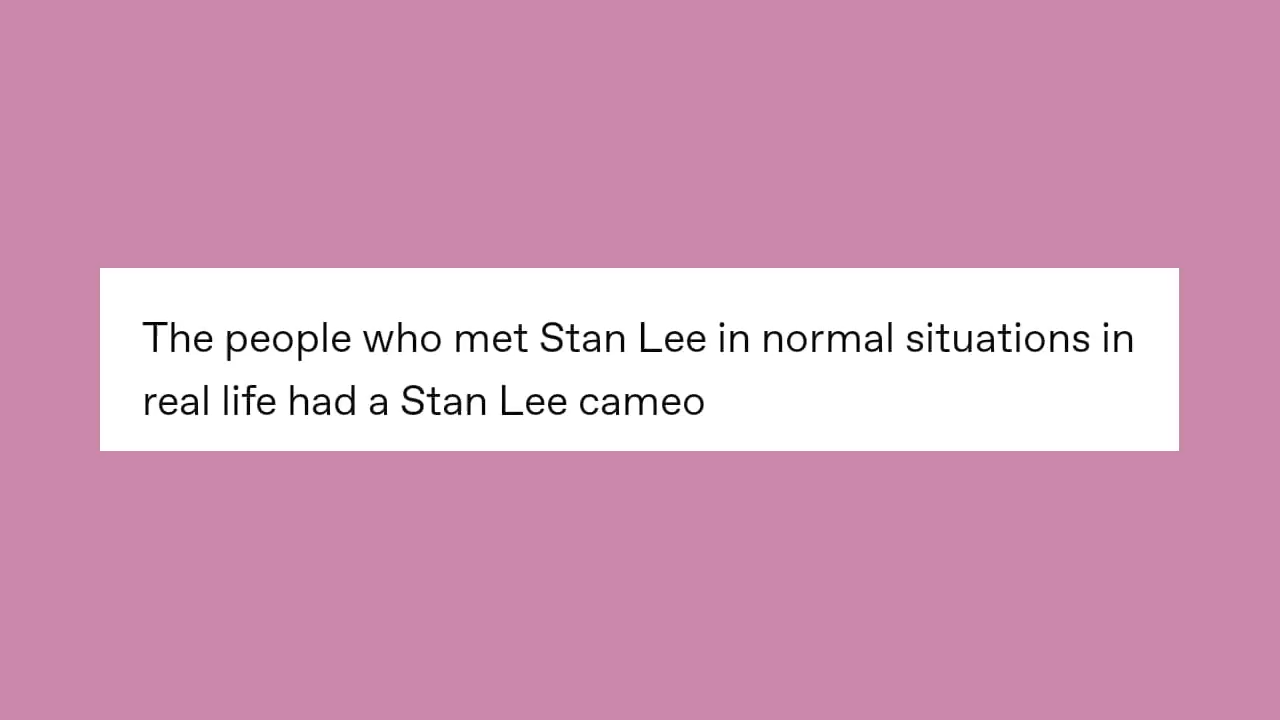 The people who met Stan Lee in normal situations in
real life had a Stan Lee cameo